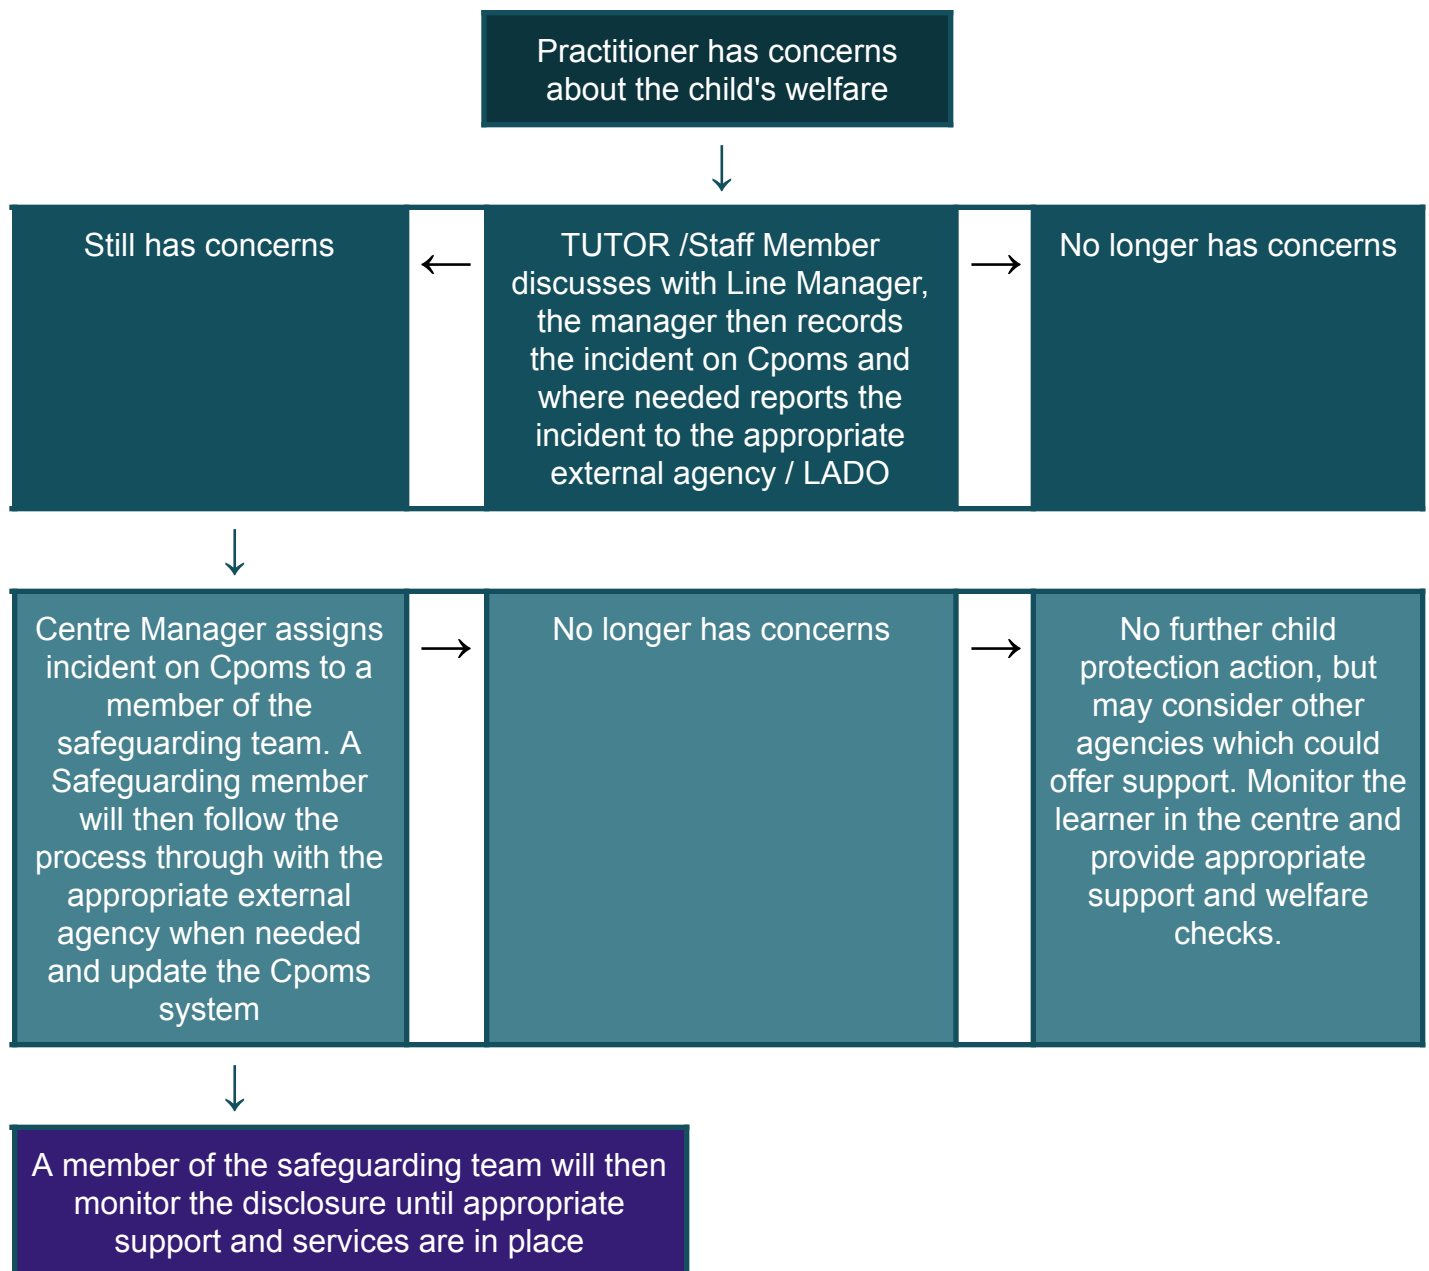 Practitioner has concerns
about the child's welfare
↓
Still has concerns
←
TUTOR /Staff Member
discusses with Line Manager,
the manager then records
the incident on Cpoms and
where needed reports the
incident to the appropriate
external agency / LADO
→
No longer has concerns
↓
Centre Manager assigns
incident on Cpoms to a
member of the
safeguarding team. A
Safeguarding member
will then follow the
process through with the
appropriate external
agency when needed
and update the Cpoms
system
→
No longer has concerns
→
No further child
protection action, but
may consider other
agencies which could
offer support. Monitor the
learner in the centre and
provide appropriate
support and welfare
checks.
↓
A member of the safeguarding team will then
monitor the disclosure until appropriate
support and services are in place